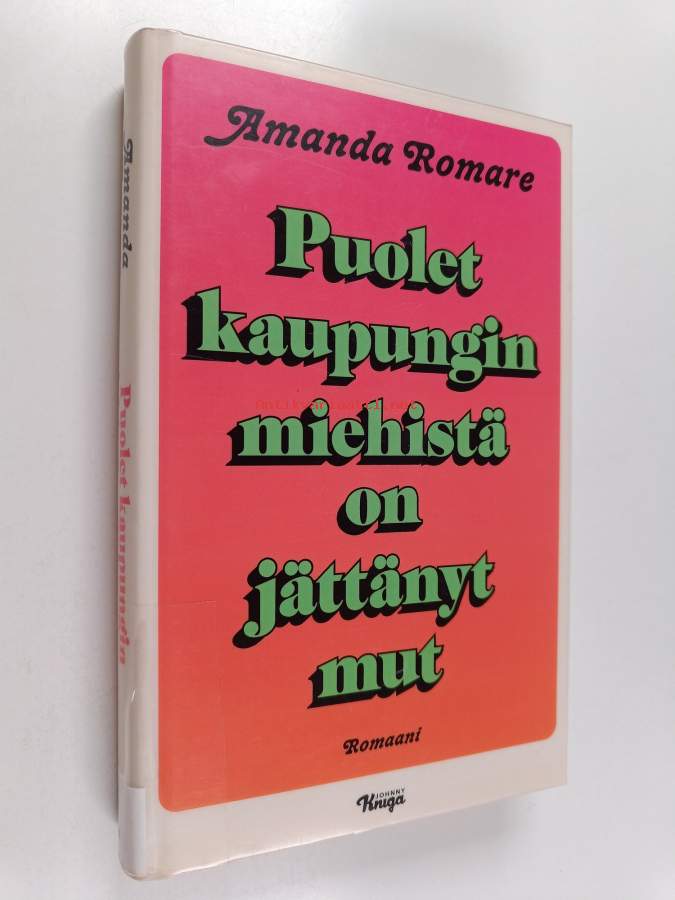 Amanda Romare
Puolet
kaupungin
miehistä
on
jättänyt
mut
Romaani
JOHNNY
Kniga
Amanda
Puolet kaupungin